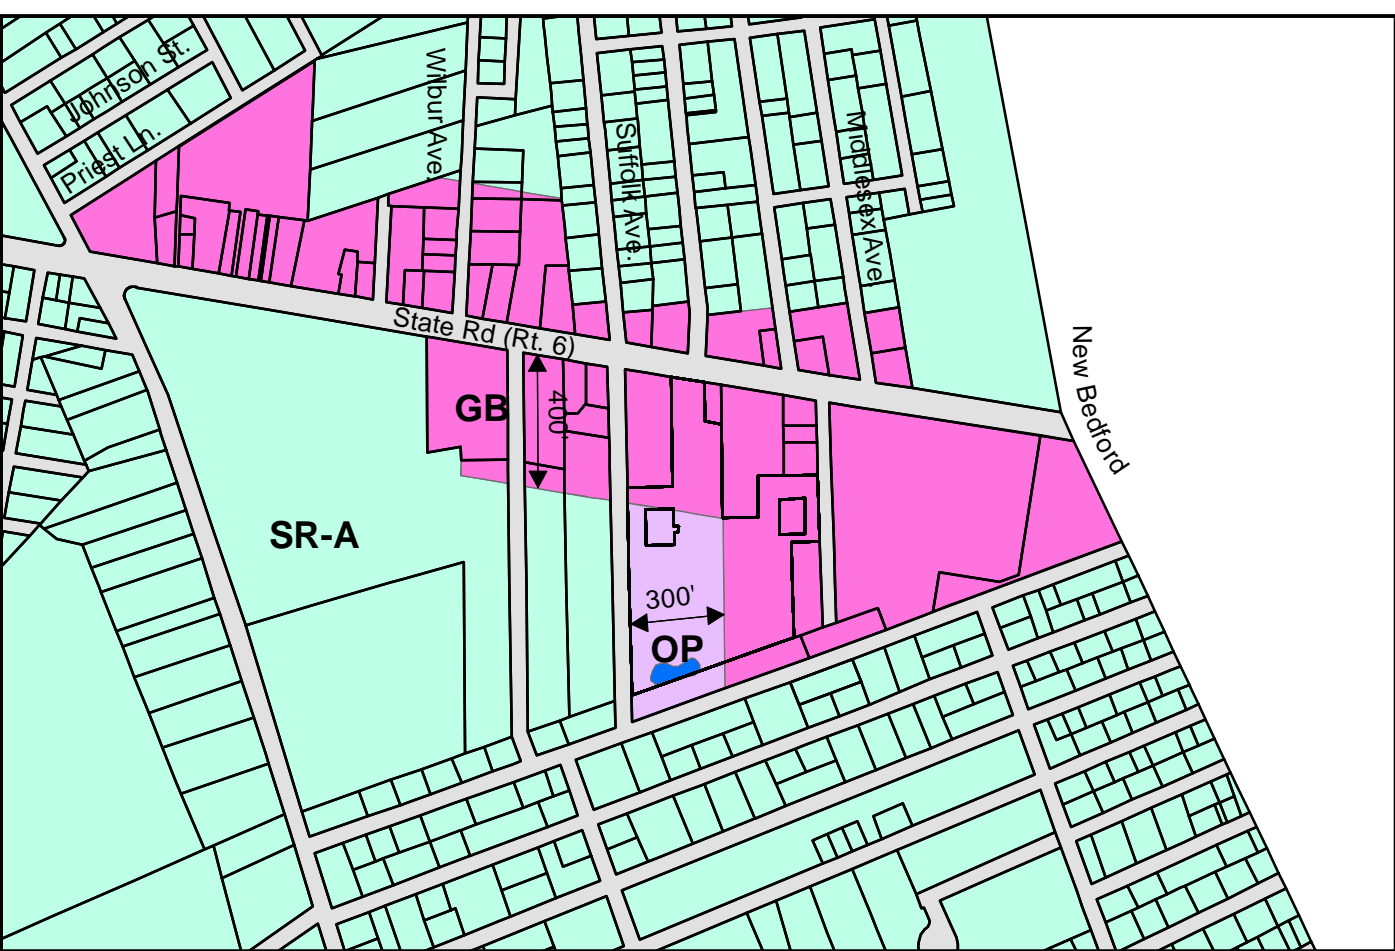 Johnson St.
Priest Ln.
Wilbur Ave.
Suffolk Ave.
Middlesex Ave.
State Rd (Rt. 6)
New Bedford
GB
400'
SR-A
300'
OP